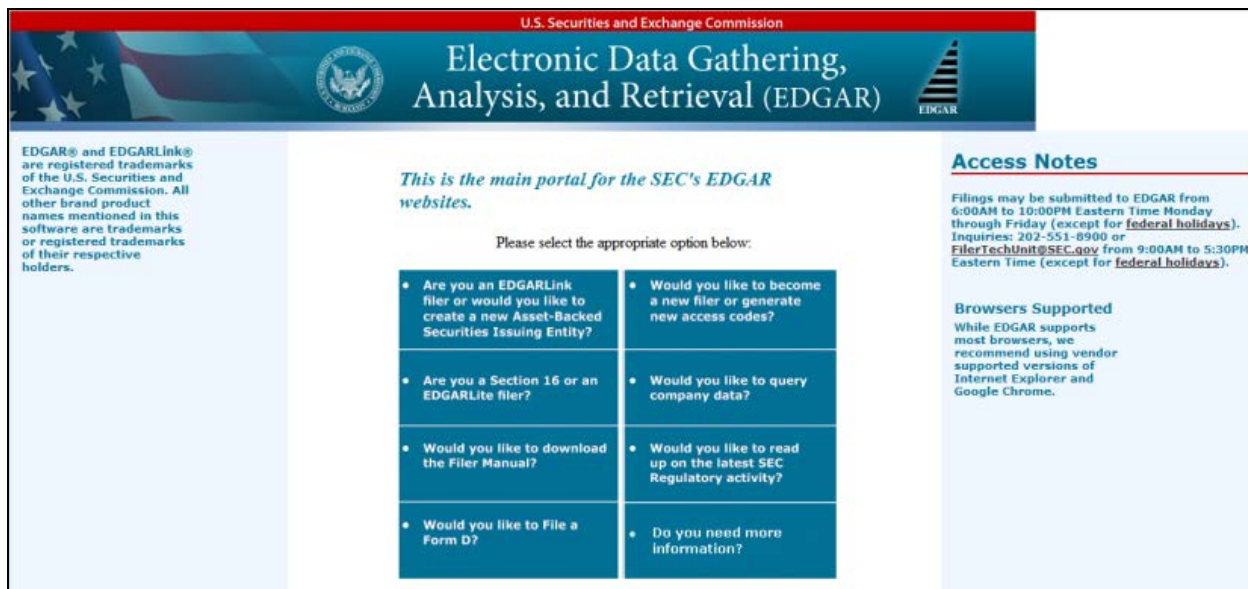 U.S. Securities and Exchange Commission
Electronic Data Gathering,
Analysis, and Retrieval (EDGAR)
EDGAR
EDGAR® and EDGARLink®
are registered trademarks
of the U.S. Securities and
Exchange Commission. All
other brand product
names mentioned in this
software are trademarks
or registered trademarks
of their respective
holders.
This is the main portal for the SEC's EDGAR
websites.
Please select the appropriate option below:
Are you an EDGARLink
filer or would you like to
create a new Asset-Backed
Securities Issuing Entity?
Would you like to become
a new filer or generate
new access codes?
Are you a Section 16 or an
EDGARLite filer?
Would you like to query
company data?
Would you like to download
the Filer Manual?
Would you like to read
up on the latest SEC
Regulatory activity?
Would you like to File a
Form D?
Do you need more
information?
Access Notes
Filings may be submitted to EDGAR from
6:00AM to 10:00PM Eastern Time Monday
through Friday (except for federal holidays).
Inquiries: 202-551-8900 or
FilerTechUnit@SEC.gov from 9:00AM to 5:30PM
Eastern Time (except for federal holidays).
Browsers Supported
While EDGAR supports
most browsers, we
recommend using vendor
supported versions of
Internet Explorer and
Google Chrome.